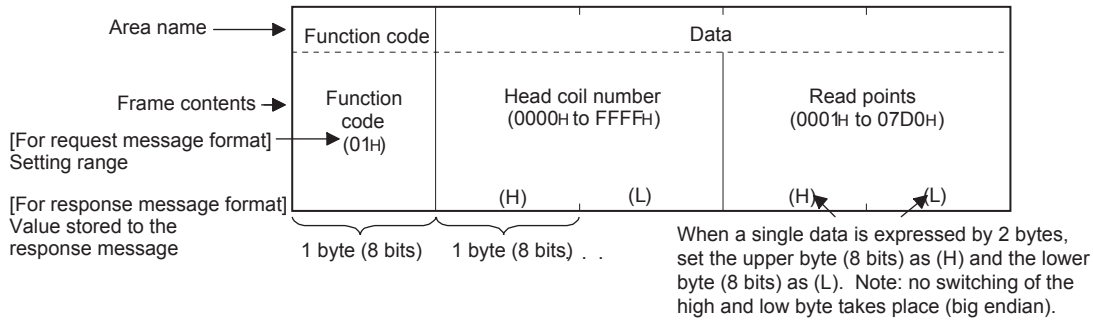 Area name
Function code
Data
Frame contents
Function
code
(01H)
Head coil number
(0000H to FFFFH)
Read points
(0001H to 07D0H)
[For request message format]
Setting range
[For response message format]
Value stored to the
response message
(H)
(L)
(H)
(L)
1 byte (8 bits)
1 byte (8 bits) . . .
When a single data is expressed by 2 bytes,
set the upper byte (8 bits) as (H) and the lower
byte (8 bits) as (L). Note: no switching of the
high and low byte takes place (big endian).